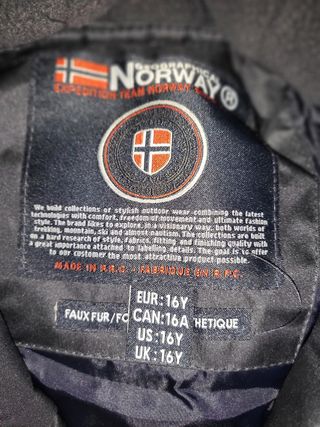 GEOGRAPHICAL
NORWAY®
EXPEDITION TEAM NORWAY
We build collections of stylish outdoor wear combining the latest
technologies with comfort, freedom of movement and ultimate fashion
style. The brand likes to explore, in a visionary way, both worlds of
trekking, mountain, ski and almost nautism. The collections are built
on a hard research of style, fabrics, fitting and finishing quality with
a great importance attached to labelling details. The goal is to offer
to our customer the most attractive product possible.
MADE IN P.R.C - FABRIQUE EN R.P.C.
EUR:16Y
FAUX FUR/FO CAN:16A HETIQUE
US:16Y
UK:16Y